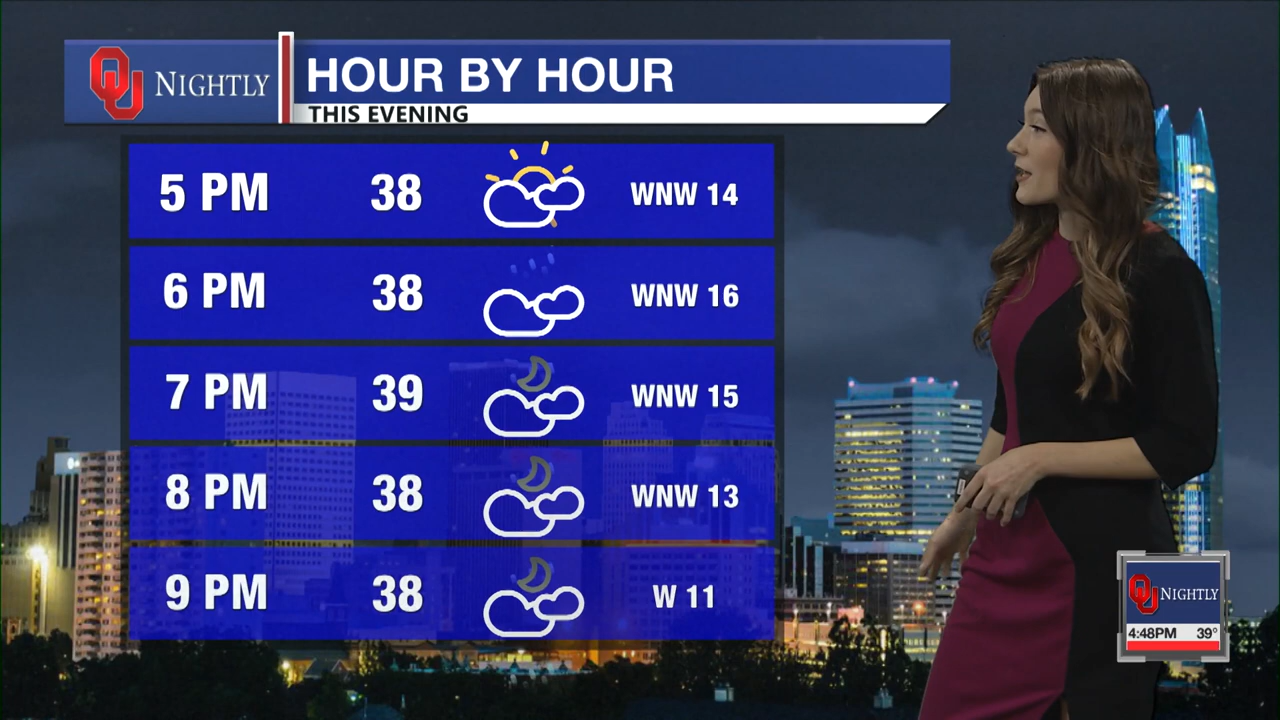 OU NIGHTLY
HOUR BY HOUR
THIS EVENING
5 PM 38 WNW 14
6 PM 38 WNW 16
7 PM 39 WNW 15
8 PM 38 WNW 13
9 PM 38 W 11
OU NIGHTLY
4:48PM 39°